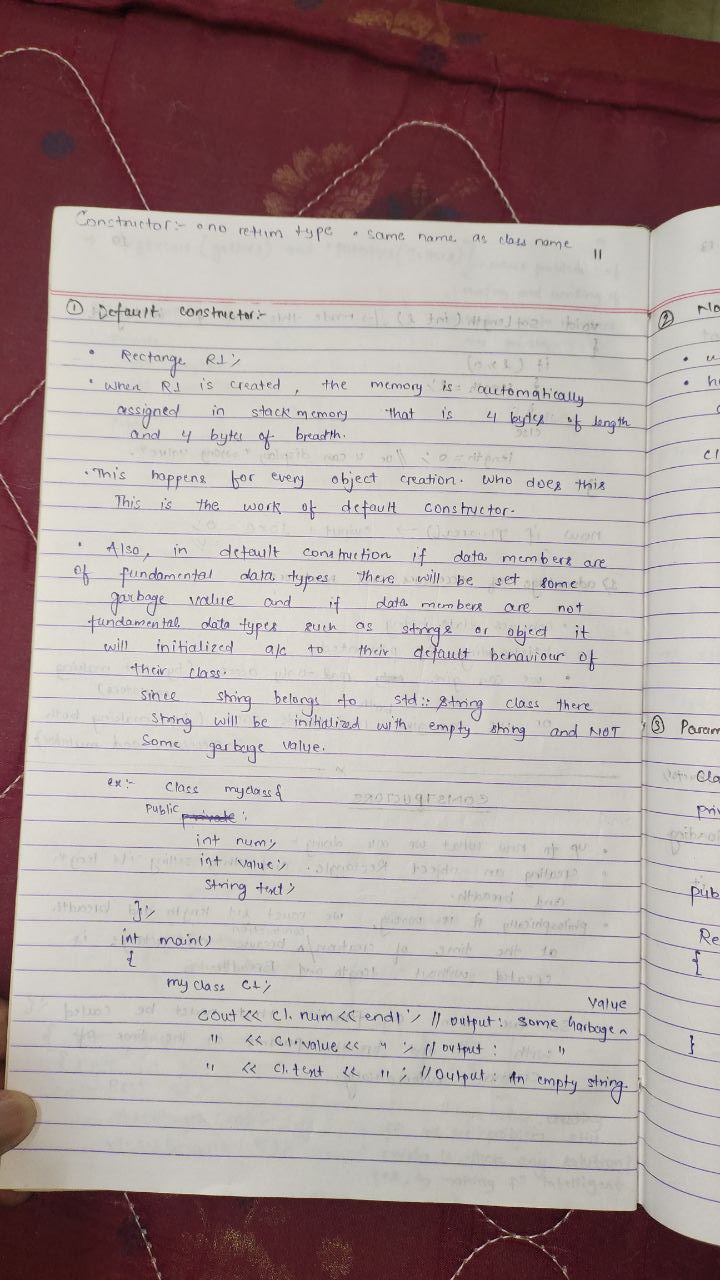 Constructor:- • no return type • same name as class name
11
① Default constructor:-
• Rectange R1;
• when R1 is created, the memory is automatically
assigned in stack memory that is 4 bytes of length
and 4 bytes of breadth.
• This happens for every object creation. who does this
This is the work of default constructor.
• Also, in default construction if data members are
of fundamental data types there will be set some
garbage value and if data members are not
fundamental data types such as strings or object it
will initialized a/c to their default behaviour of
their class.
since string belongs to std::string class there
string will be initialized with empty string and NOT
some garbage value.
ex:- Class myclass{
Public private :
int num;
int value;
string text;
};
int main()
{
myclass C1;
value
cout << c1.num << endl; // output: some Garbage ^
" << c1.value << " ; // output : "
" << c1.text << " ; // Output : An empty string.
② No
•
•
cl
③ Param
Cla
pri
pub
Re
{
}